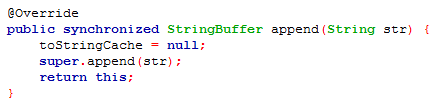 @Override
public synchronized StringBuffer append(String str) {
    toStringCache = null;
    super.append(str);
    return this;
}